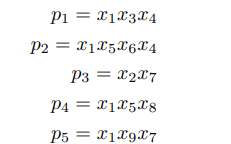 p₁ = x₁x₃x₄
p₂ = x₁x₅x₆x₄
p₃ = x₂x₇
p₄ = x₁x₅x₈
p₅ = x₁x₉x₇